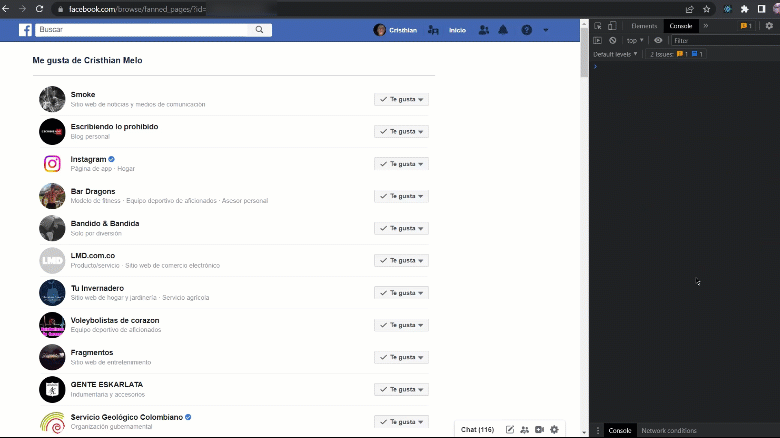 facebook.com/browse/fanned_pages/?id=
Buscar
Cristhian
Inicio
Elements
Console
»
1
top
Filter
Default levels
2 Issues: 1 1
>
Me gusta de Cristhian Melo
Smoke
Sitio web de noticias y medios de comunicación
Te gusta
Escribiendo lo prohibido
Blog personal
Te gusta
Instagram
Página de app · Hogar
Te gusta
Bar Dragons
Modelo de fitness · Equipo deportivo de aficionados · Asesor personal
Te gusta
Bandido & Bandida
Solo por diversión
Te gusta
LMD
LMD.com.co
Producto/servicio · Sitio web de comercio electrónico
Te gusta
Tu Invernadero
Sitio web de hogar y jardinería · Servicio agrícola
Te gusta
Voleybolistas de corazon
Equipo deportivo de aficionados
Te gusta
Fragmentos
Sitio web de entretenimiento
Te gusta
GENTE ESKARLATA
Indumentaria y accesorios
Te gusta
Servicio Geológico Colombiano
Organización gubernamental
Te gusta
Chat (116)
Console
Network conditions